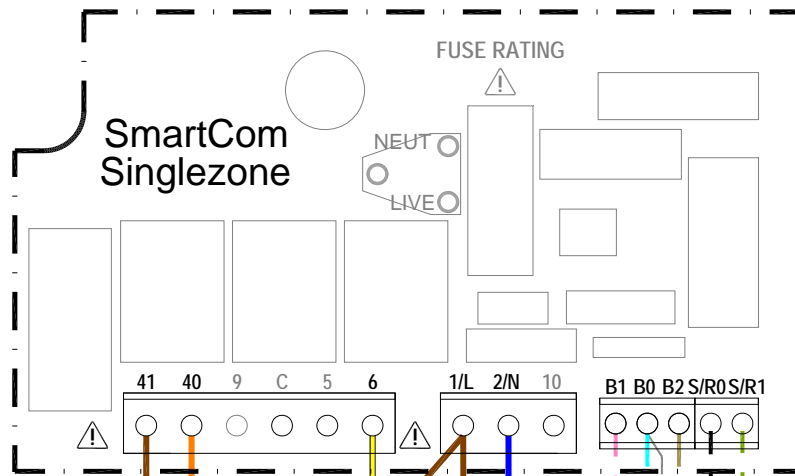 FUSE RATING
SmartCom
Singlezone
NEUT
LIVE
41 40 9 C 5 6 1/L 2/N 10 B1 B0 B2 S/R0 S/R1